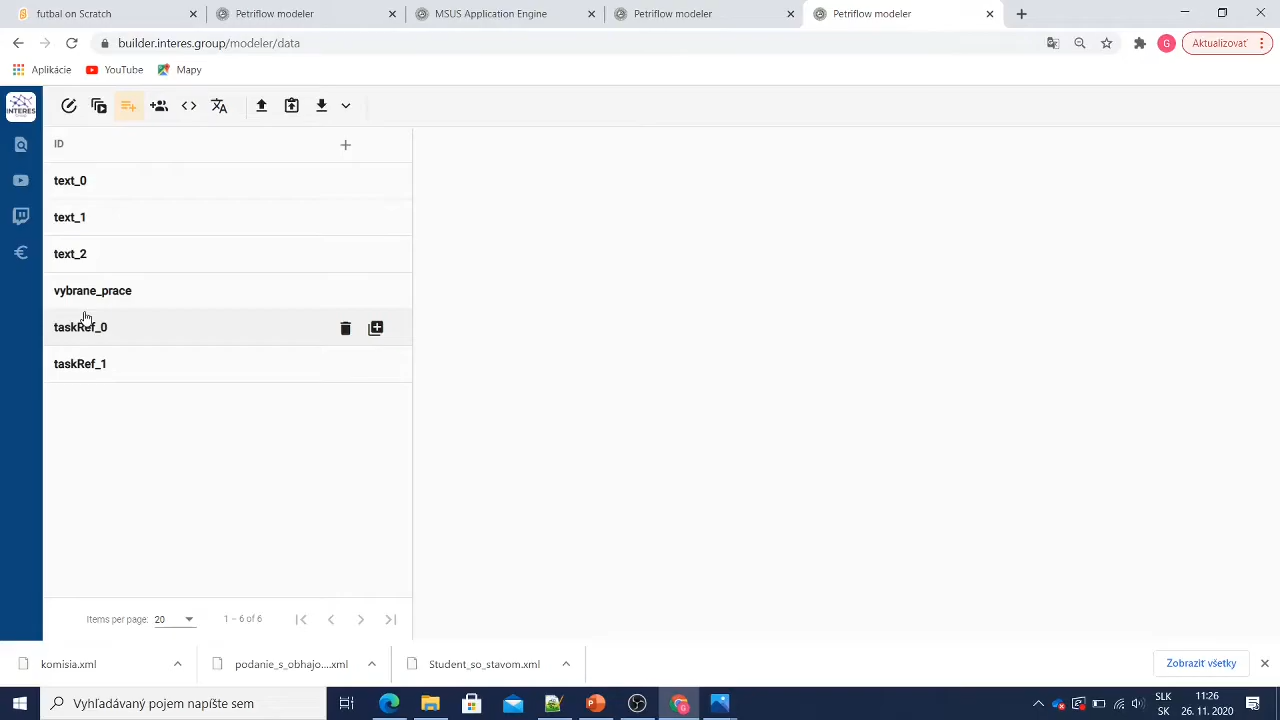 futbal on Scratch
Petriflow modeler
MSUS Application Engine
Petriflow modeler
Petriflow modeler
builder.interes.group/modeler/data
G
Aktualizovať
Aplikácie
YouTube
Mapy
INTERES
ID
text_0
text_1
text_2
vybrane_prace
taskRef_0
taskRef_1
Items per page: 20
1 – 6 of 6
komisia.xml
podanie_s_obhajo....xml
Student_so_stavom.xml
Zobraziť všetky
Vyhľadávaný pojem napíšte sem
SLK
SK
11:26
26. 11. 2020